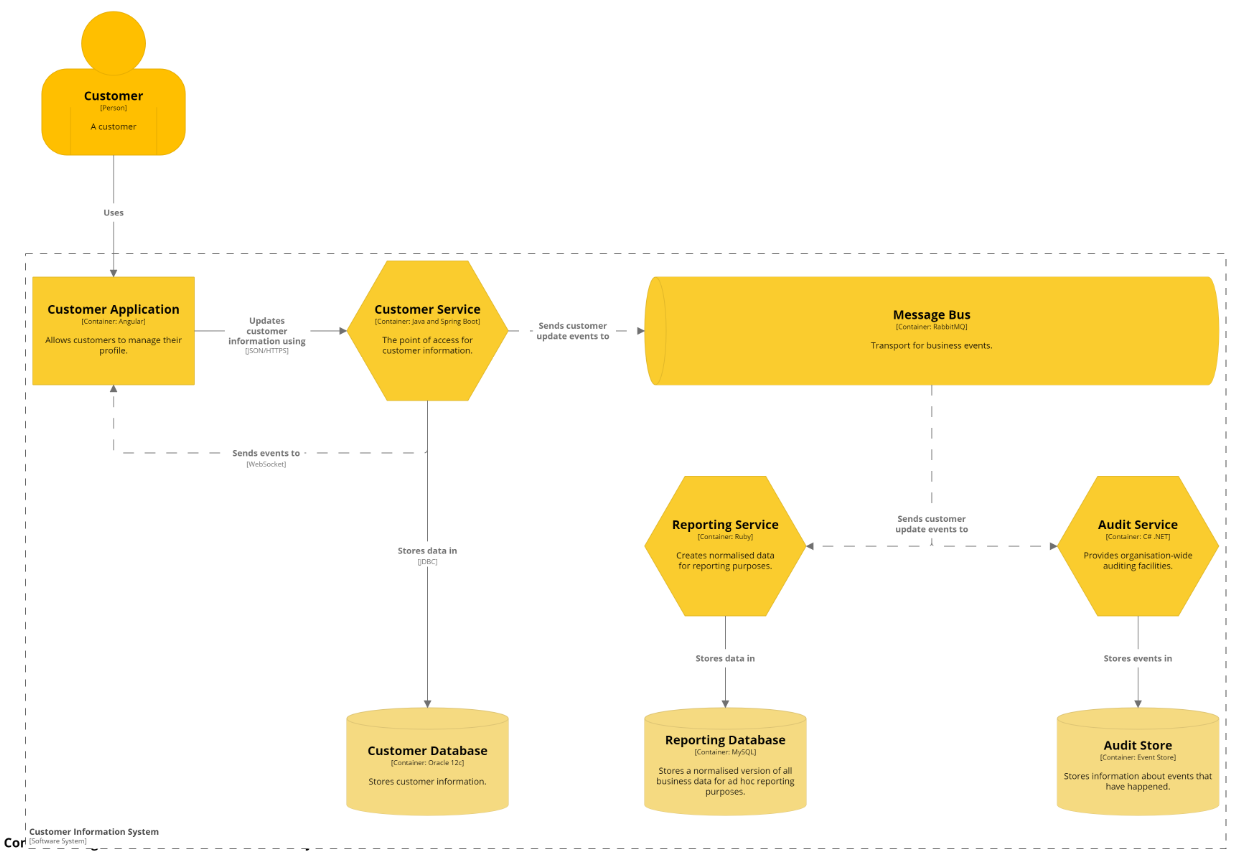 Customer
[Person]
A customer
Uses
Customer Application
[Container: Angular]
Allows customers to manage their
profile.
Updates
customer
information using
[JSON/HTTPS]
Customer Service
[Container: Java and Spring Boot]
The point of access for
customer information.
Sends customer
update events to
Message Bus
[Container: RabbitMQ]
Transport for business events.
Sends events to
[WebSocket]
Stores data in
[JDBC]
Reporting Service
[Container: Ruby]
Creates normalised data
for reporting purposes.
Sends customer
update events to
Audit Service
[Container: C# .NET]
Provides organisation-wide
auditing facilities.
Stores data in
Stores events in
Customer Database
[Container: Oracle 12c]
Stores customer information.
Reporting Database
[Container: MySQL]
Stores a normalised version of all
business data for ad hoc reporting
purposes.
Audit Store
[Container: Event Store]
Stores information about events that
have happened.
Customer Information System
[Software System]